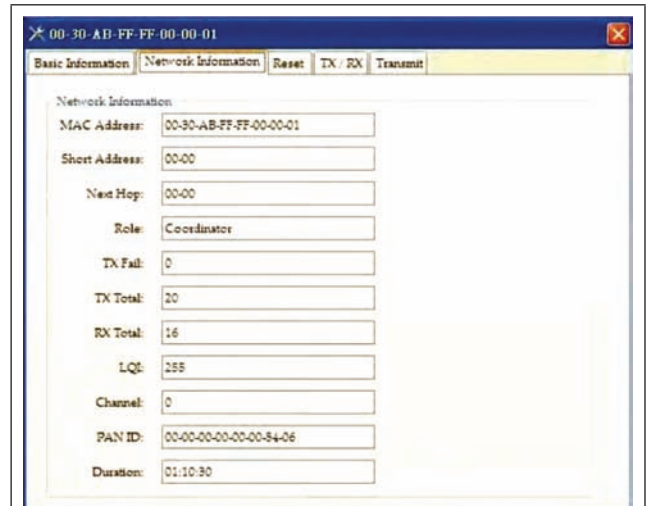 00-30-AB-FF-FF-00-00-01
Basic Information Network Information Reset TX / RX Transmit
Network Information
MAC Address: 00-30-AB-FF-FF-00-00-01
Short Address: 00-00
Next Hop: 00-00
Role: Coordinator
TX Fail: 0
TX Total: 20
RX Total: 16
LQI: 255
Channel: 0
PAN ID: 00-00-00-00-00-00-54-06
Duration: 01:10:30